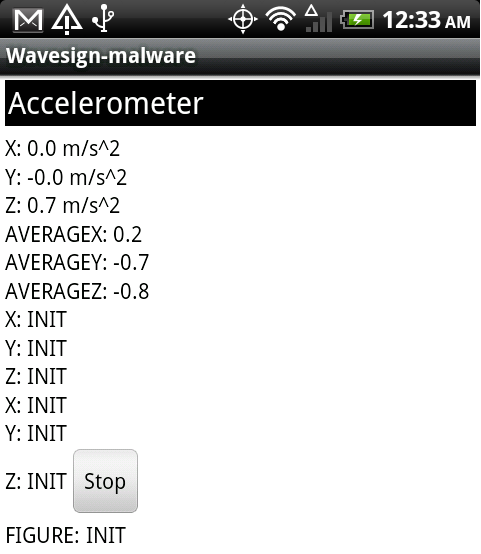 12:33 AM
Wavesign-malware
Accelerometer
X: 0.0 m/s^2
Y: -0.0 m/s^2
Z: 0.7 m/s^2
AVERAGEX: 0.2
AVERAGEY: -0.7
AVERAGEZ: -0.8
X: INIT
Y: INIT
Z: INIT
X: INIT
Y: INIT
Z: INIT Stop
FIGURE: INIT